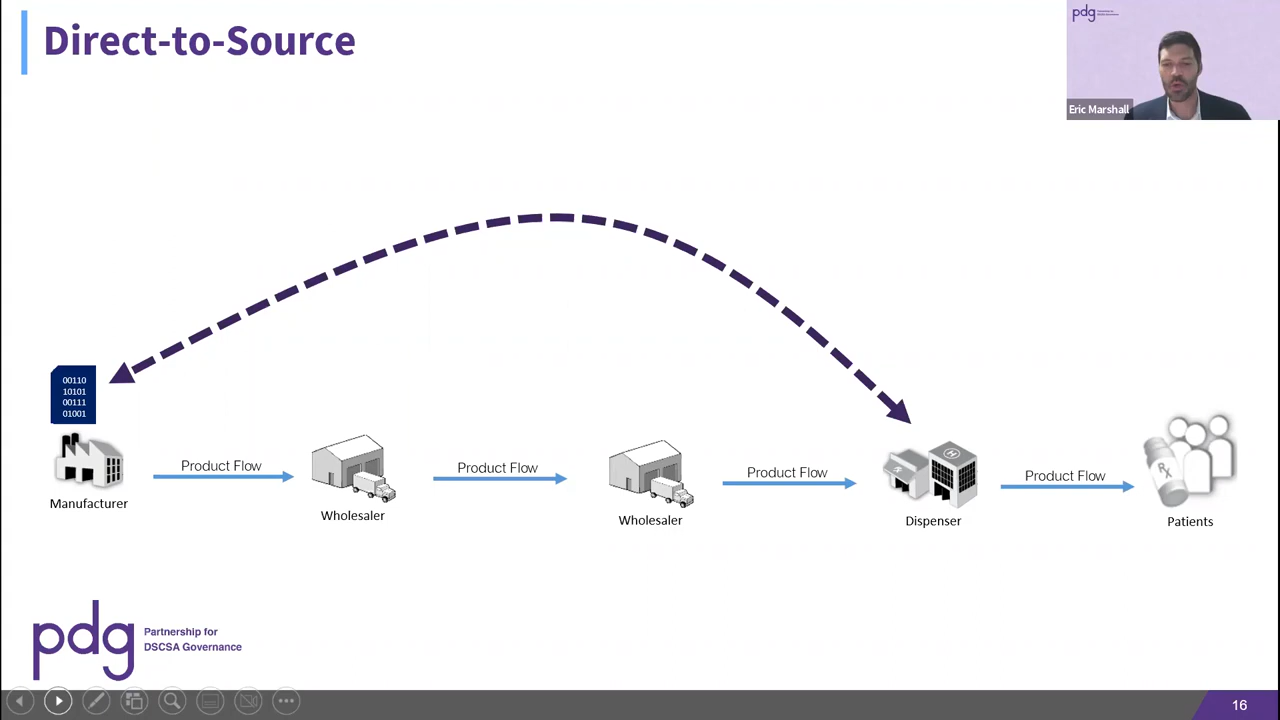 Direct-to-Source
pdg
Eric Marshall
00110
10101
00111
01001
Product Flow
Product Flow
Product Flow
Product Flow
Manufacturer
Wholesaler
Wholesaler
Dispenser
Patients
H
RX
pdg
Partnership for
DSCSA Governance
16